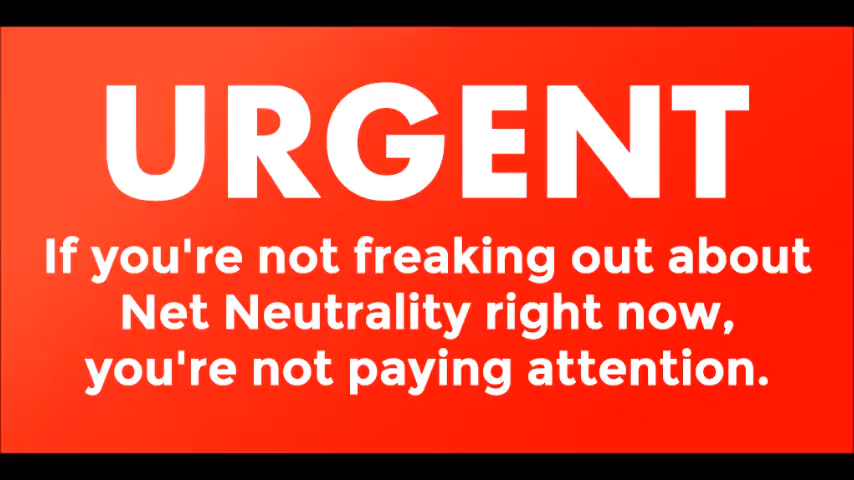 URGENT
If you're not freaking out about
Net Neutrality right now,
you're not paying attention.